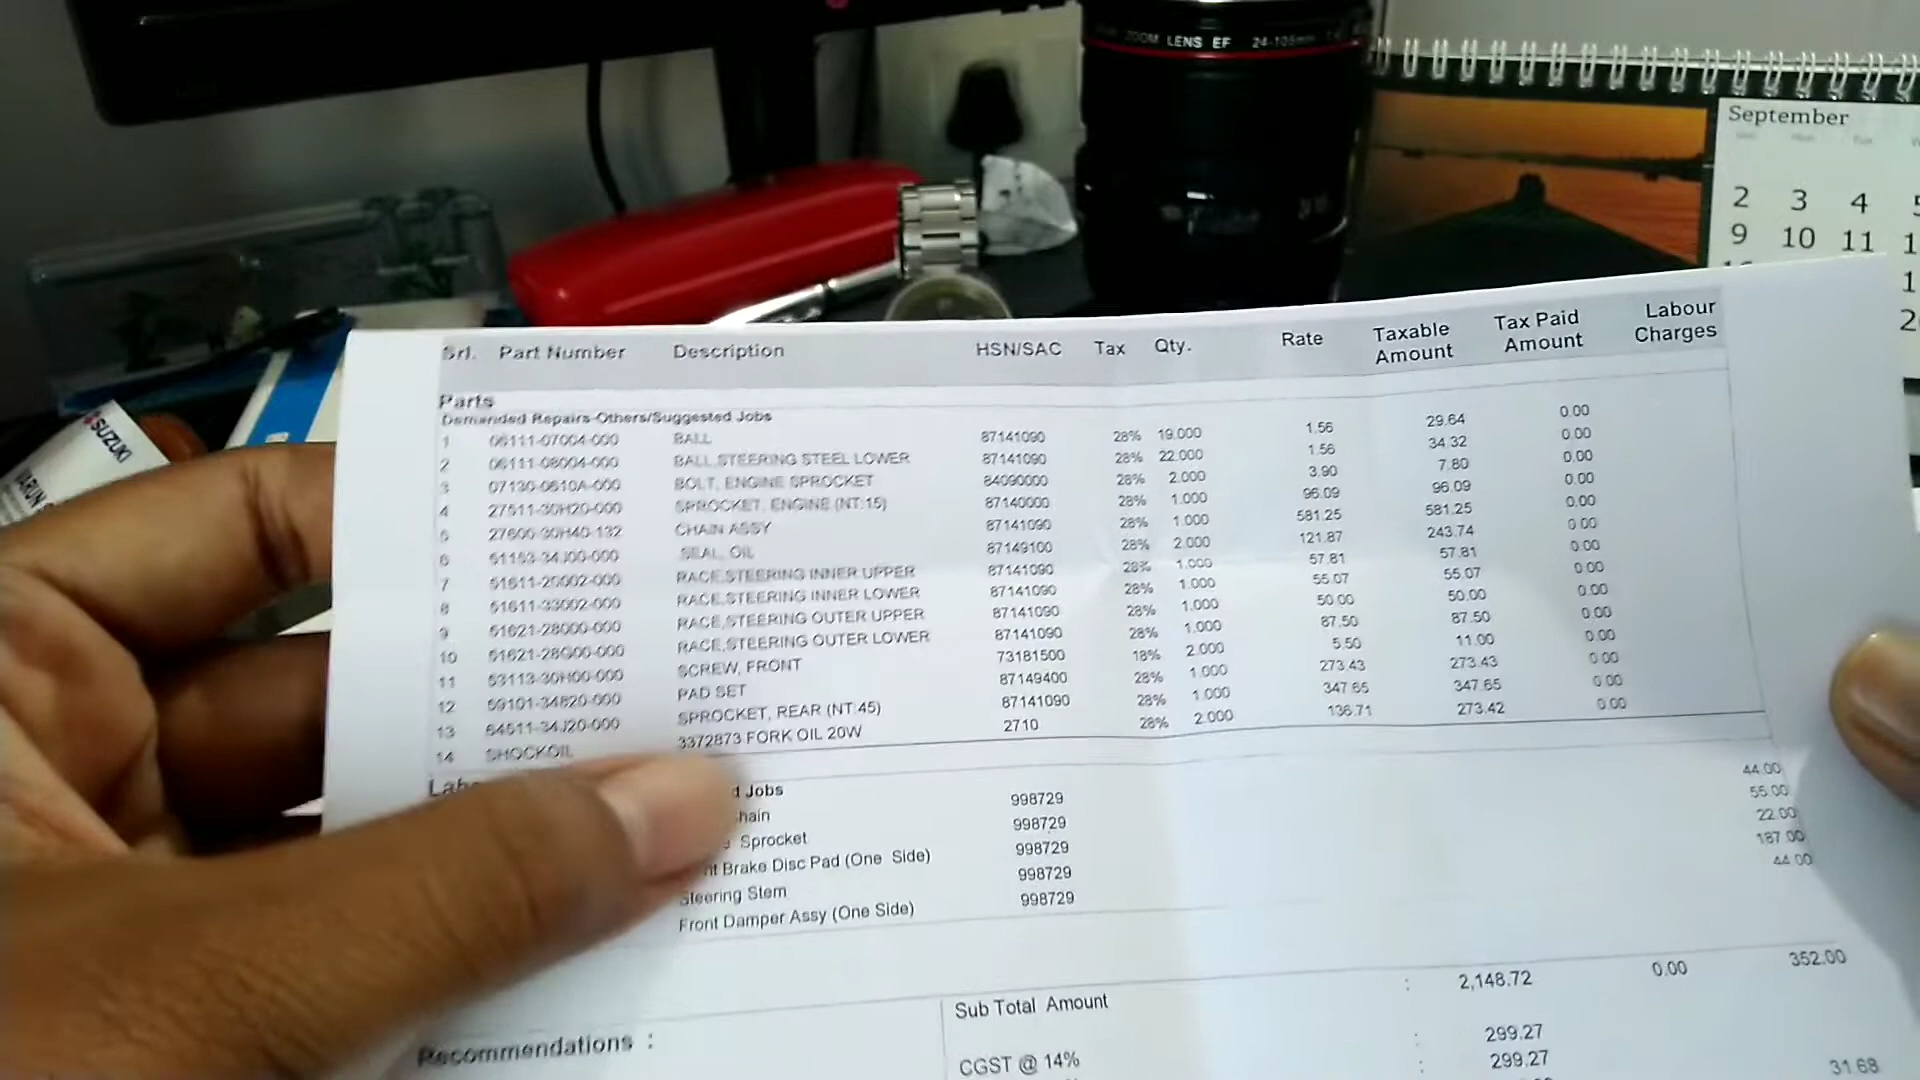 ZOOM LENS EF 24-105mm
September
2 3 4
9 10 11
SUZUKI
Srl. Part Number Description HSN/SAC Tax Qty. Rate Taxable Amount Tax Paid Amount Labour Charges
Parts
Demanded Repairs-Others/Suggested Jobs
1 06111-07004-000 BALL 87141090 28% 19.000 1.56 29.64 0.00
2 06111-08004-000 BALL,STEERING STEEL LOWER 87141090 28% 22.000 1.56 34.32 0.00
3 07130-0610A-000 BOLT, ENGINE SPROCKET 84090000 28% 2.000 3.90 7.80 0.00
4 27511-30H20-000 SPROCKET, ENGINE (NT:15) 87140000 28% 1.000 96.09 96.09 0.00
5 27600-30H40-132 CHAIN ASSY 87141090 28% 1.000 581.25 581.25 0.00
6 51153-34J00-000 SEAL, OIL 87149100 28% 2.000 121.87 243.74 0.00
7 51611-20002-000 RACE,STEERING INNER UPPER 87141090 28% 1.000 57.81 57.81 0.00
8 51611-33002-000 RACE,STEERING INNER LOWER 87141090 28% 1.000 55.07 55.07 0.00
9 51621-28000-000 RACE,STEERING OUTER UPPER 87141090 28% 1.000 50.00 50.00 0.00
10 51621-28G00-000 RACE,STEERING OUTER LOWER 87141090 28% 1.000 87.50 87.50 0.00
11 53113-30H00-000 SCREW, FRONT 73181500 18% 2.000 5.50 11.00 0.00
12 59101-34820-000 PAD SET 87149400 28% 1.000 273.43 273.43 0.00
13 64511-34J20-000 SPROCKET, REAR (NT:45) 87141090 28% 1.000 347.65 347.65 0.00
14 SHOCKOIL 3372873 FORK OIL 20W 2710 28% 2.000 136.71 273.42 0.00
Jobs
998729 44.00
Sprocket 998729 55.00
Brake Disc Pad (One Side) 998729 22.00
Steering Stem 998729 187.00
Front Damper Assy (One Side) 998729 44.00
Sub Total Amount : 2,148.72 0.00 352.00
Recommendations :
299.27
CGST @ 14% : 299.27
31.68